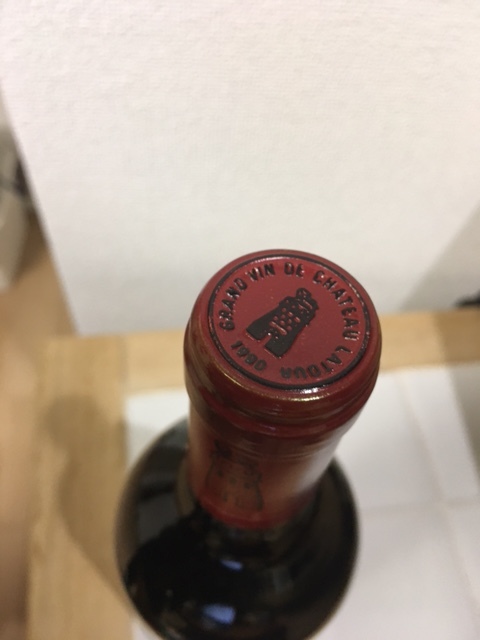 GRAND VIN DE CHATEAU LATOUR
1990